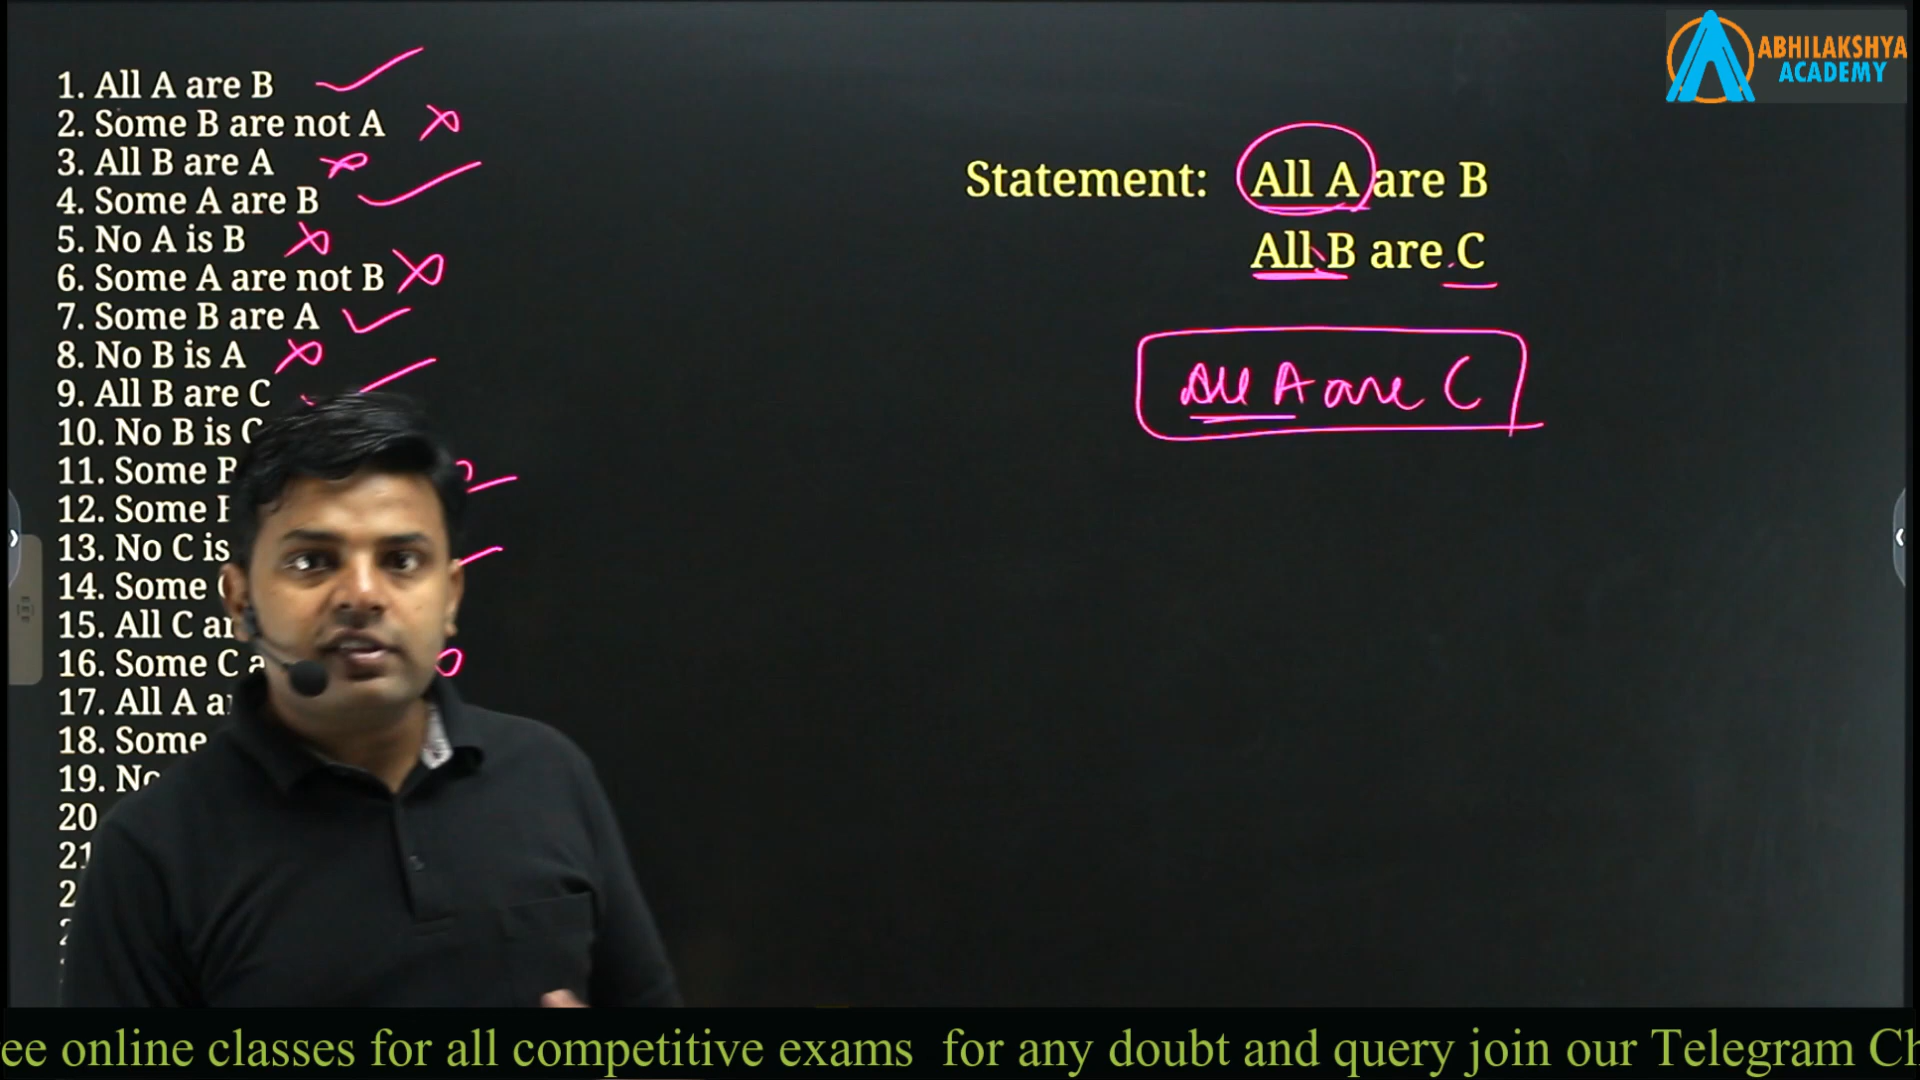 1. All A are B
2. Some B are not A
3. All B are A
4. Some A are B
5. No A is B
6. Some A are not B
7. Some B are A
8. No B is A
9. All B are C
10. No B is C
11. Some B
12. Some
13. No C is
14. Some
15. All C
16. Some C
17. All A
18. Some
19. No
20
21
Statement: All A are B
All B are C
All A are C
ABHILAKSHYA
ACADEMY
online classes for all competitive exams for any doubt and query join our Telegram